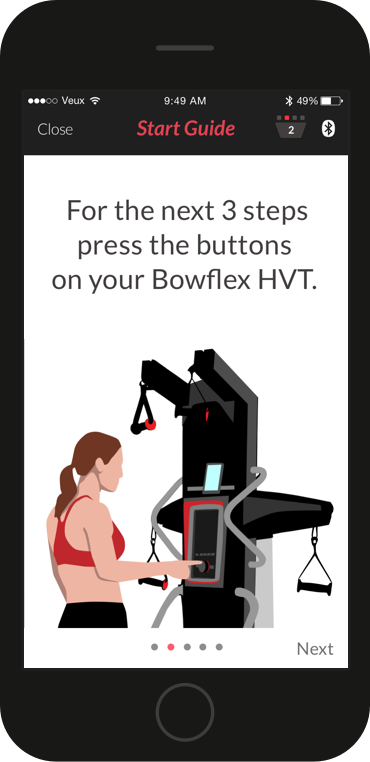 Veux 9:49 AM 49%
Close Start Guide 2
For the next 3 steps
press the buttons
on your Bowflex HVT.
Next